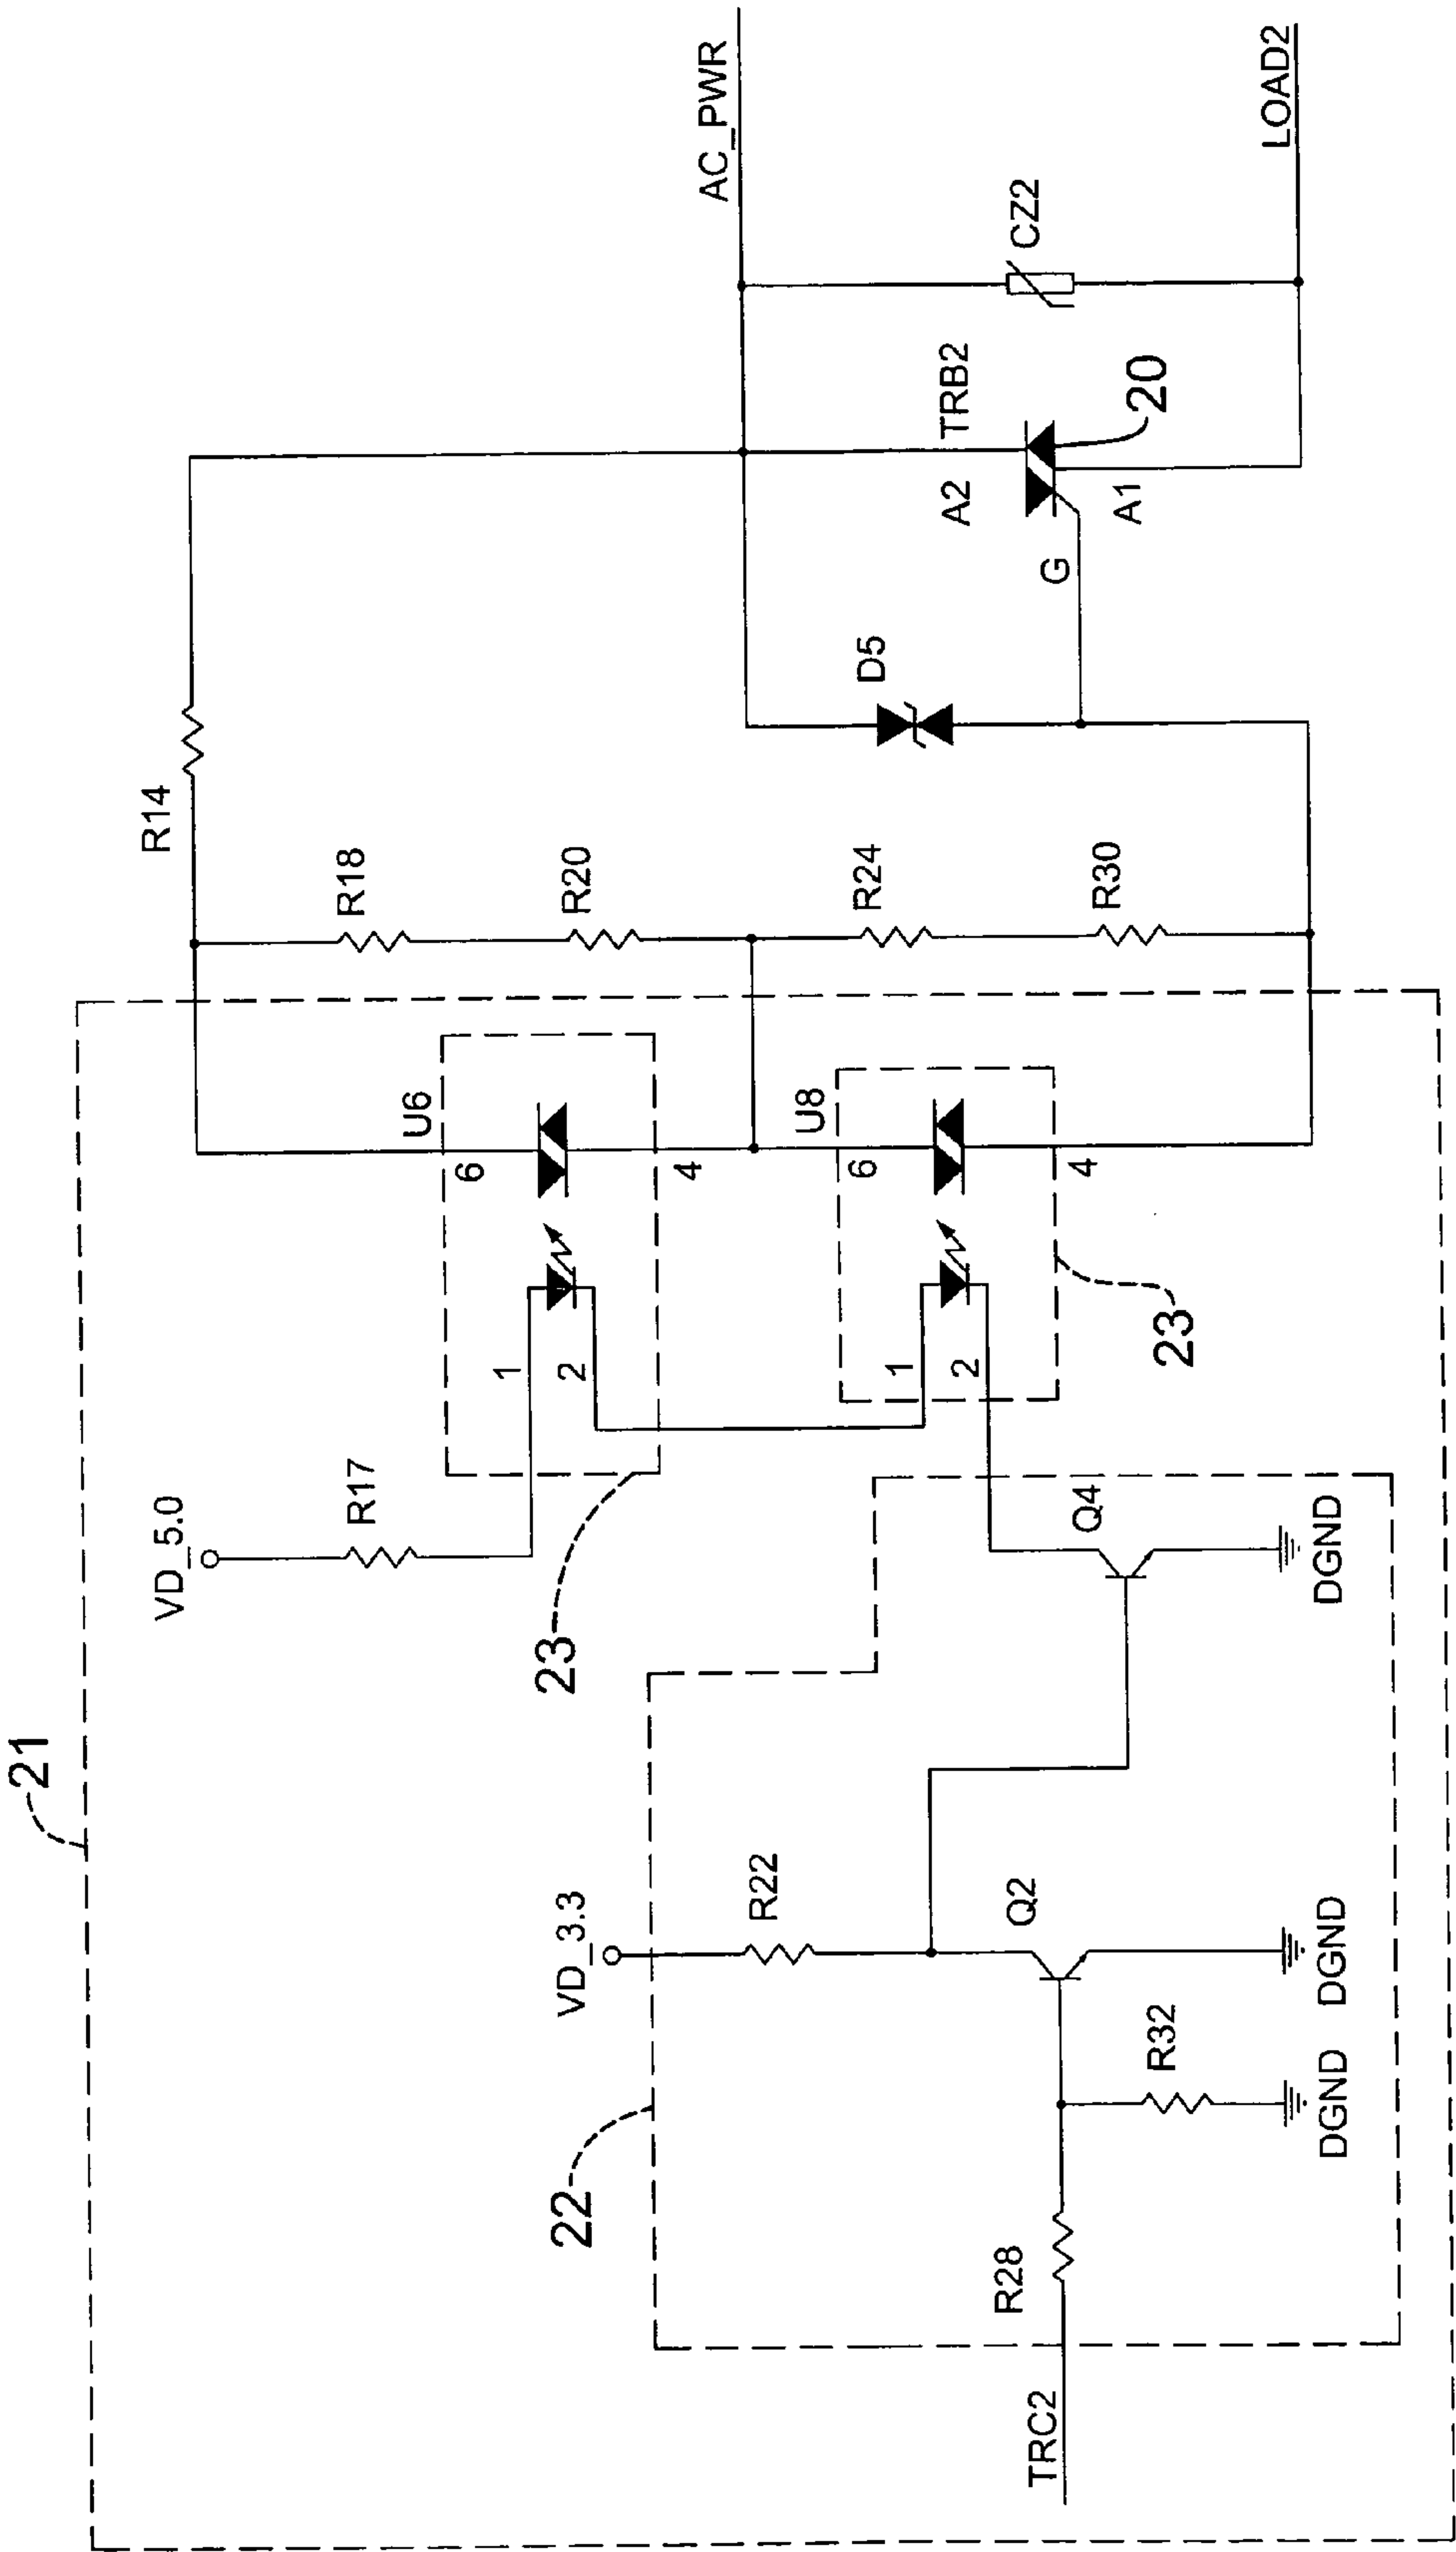 21
VD_5.0
R17
R14
R18
R20
R24
R30
U6
6
4
1
2
23
U8
6
4
1
2
23
D5
AC_PWR
TRB2
A2
A1
G
20
CZ2
LOAD2
VD_3.3
22
R22
Q2
Q4
DGND
R28
R32
DGND
DGND
TRC2